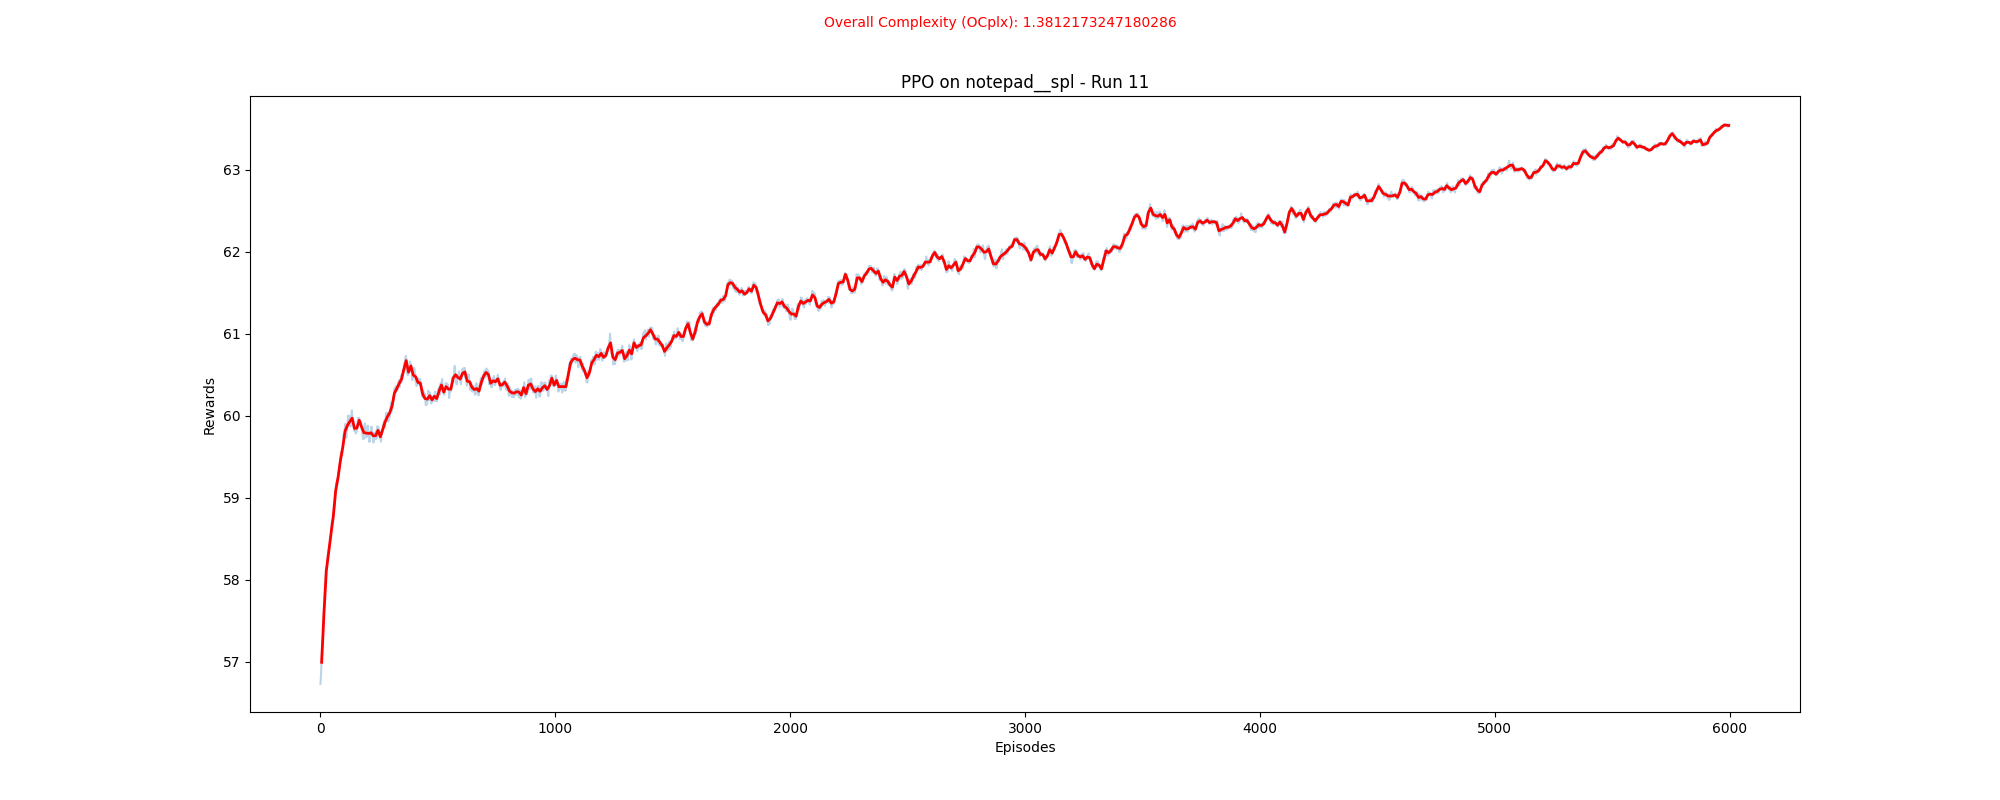 Overall Complexity (OCplx): 1.3812173247180286
PPO on notepad__spl - Run 11
Rewards
63
62
61
60
59
58
57
0 1000 2000 3000 4000 5000 6000
Episodes